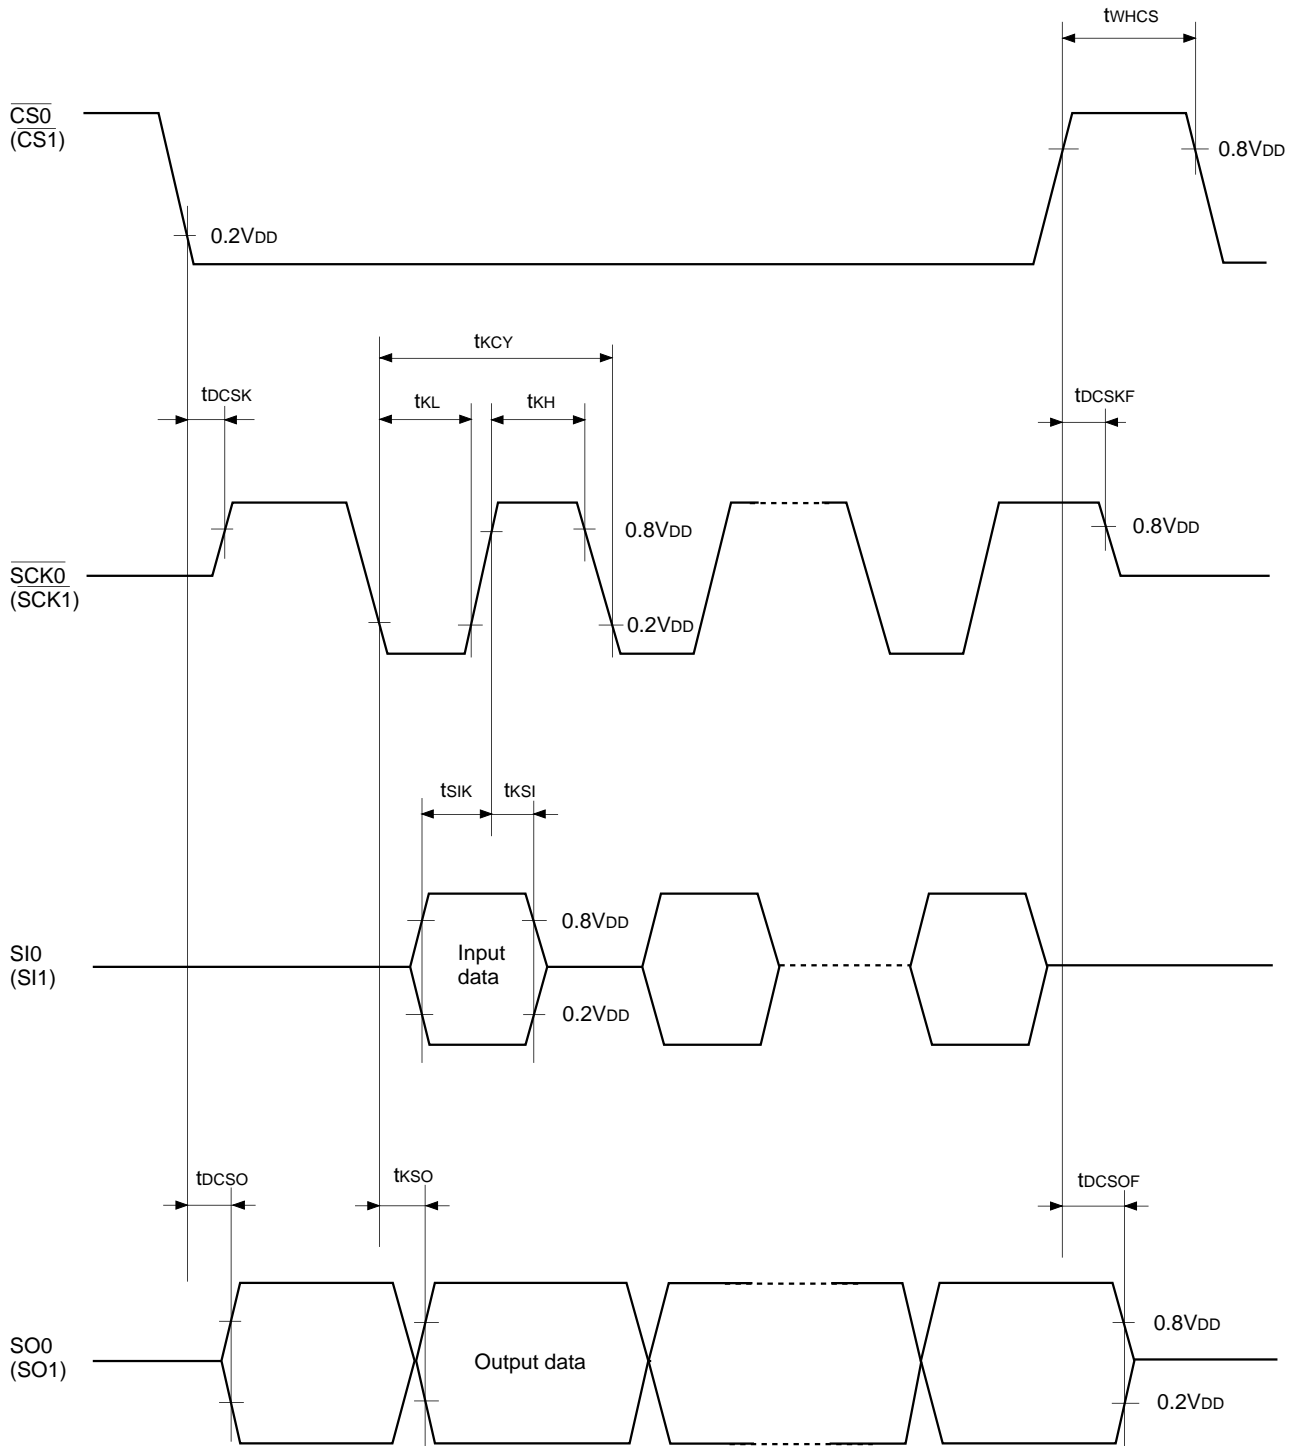 tWHCS
CS0
(CS1)
0.8VDD
0.2VDD
tKCY
tDCSK
tKL
tKH
tDCSKF
0.8VDD
0.8VDD
SCK0
(SCK1)
0.2VDD
tSIK
tKSI
0.8VDD
SI0
(SI1)
Input
data
0.2VDD
tDCSO
tKSO
tDCSOF
0.8VDD
SO0
(SO1)
Output data
0.2VDD